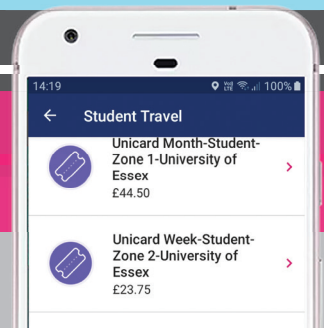 14:19
100%
Student Travel
Unicard Month-Student-
Zone 1-University of
Essex
£44.50
Unicard Week-Student-
Zone 2-University of
Essex
£23.75